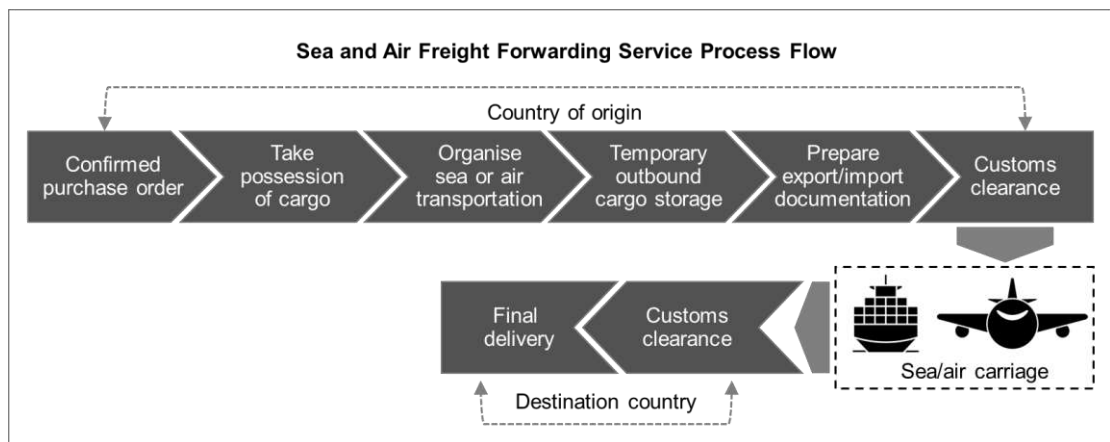 Sea and Air Freight Forwarding Service Process Flow
Country of origin
Confirmed
purchase order
Take
possession
of cargo
Organise
sea or air
transportation
Temporary
outbound
cargo storage
Prepare
export/import
documentation
Customs
clearance
Sea/air carriage
Customs
clearance
Final
delivery
Destination country